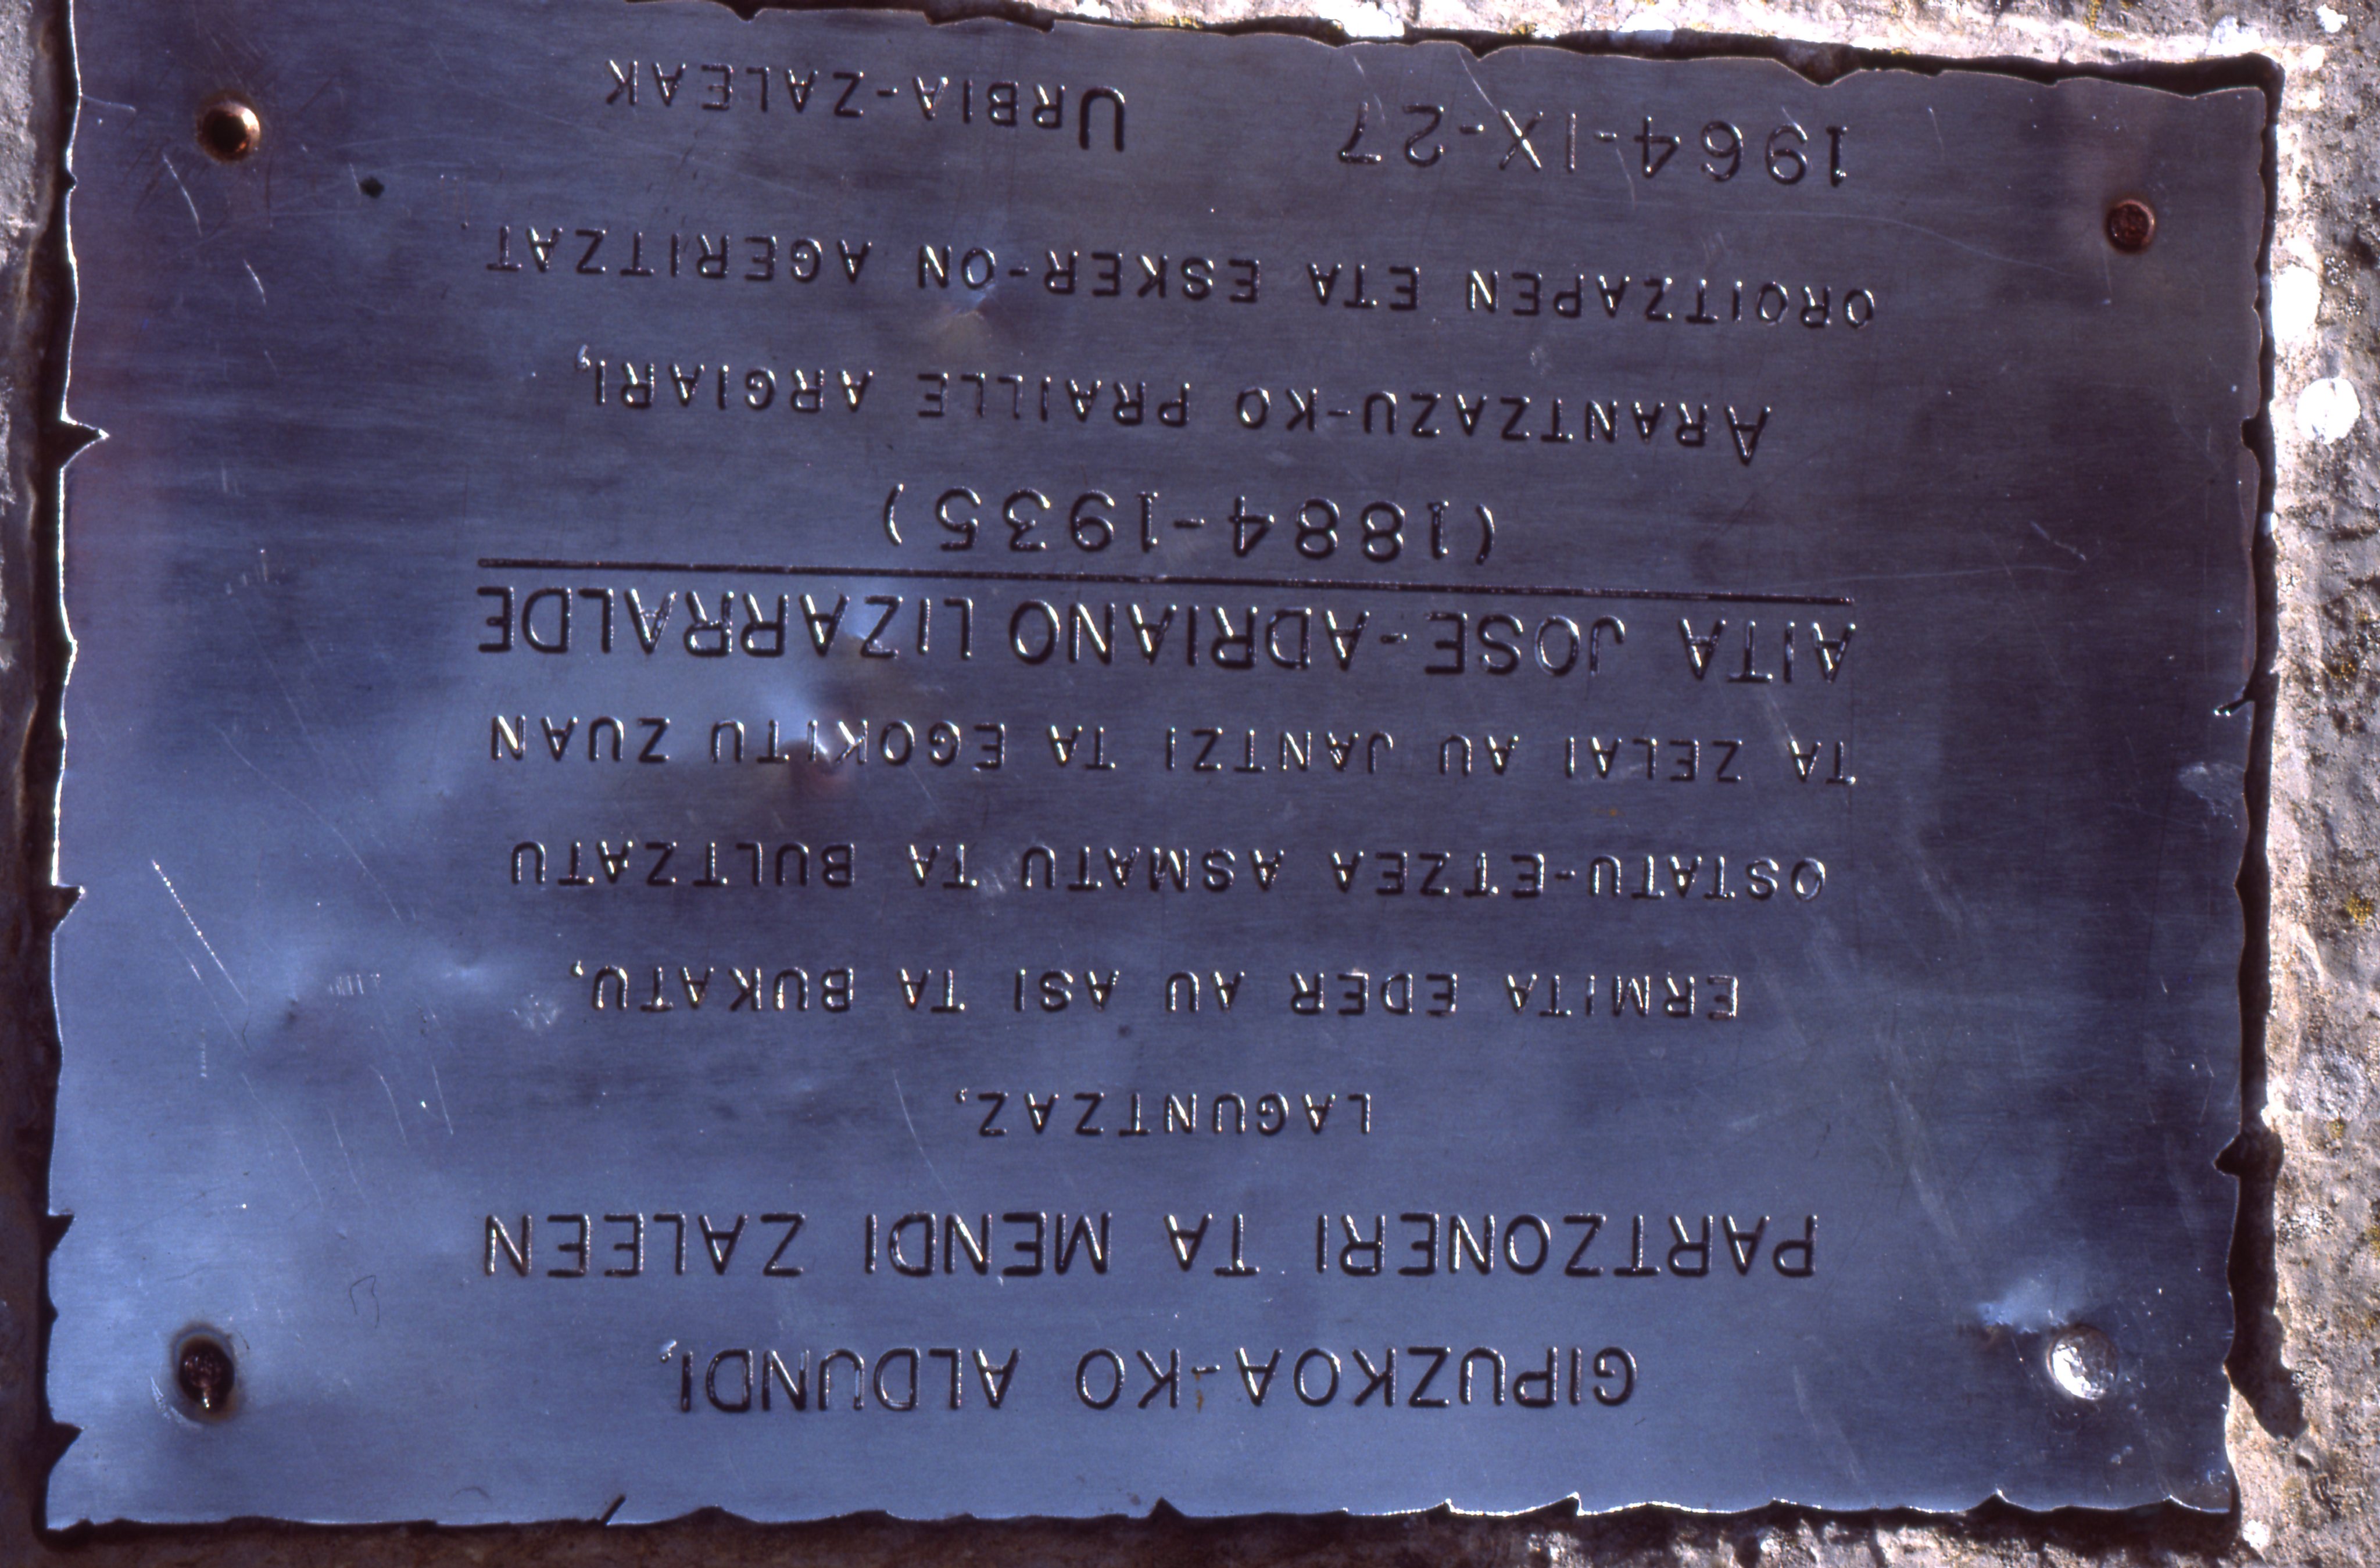 GIPUZKOA-KO ALDUNDI,
PARTZONERI TA MENDI ZALEEN
LAGUNTZAZ,
ERMITA EDER AU ASI TA BUKATU,
OSTATU-ETZEA ASMATU TA BULTZATU
TA ZELAI AU JANTZI TA EGOKITU ZUAN
AITA JOSE-ADRIANO LIZARRALDE
(1884-1935)
ARANTZAZU-KO PRAILLE ARGIARI,
OROITZAPEN ETA ESKER-ON AGERITZAT.
1964-IX-27 URBIA-ZALEAK